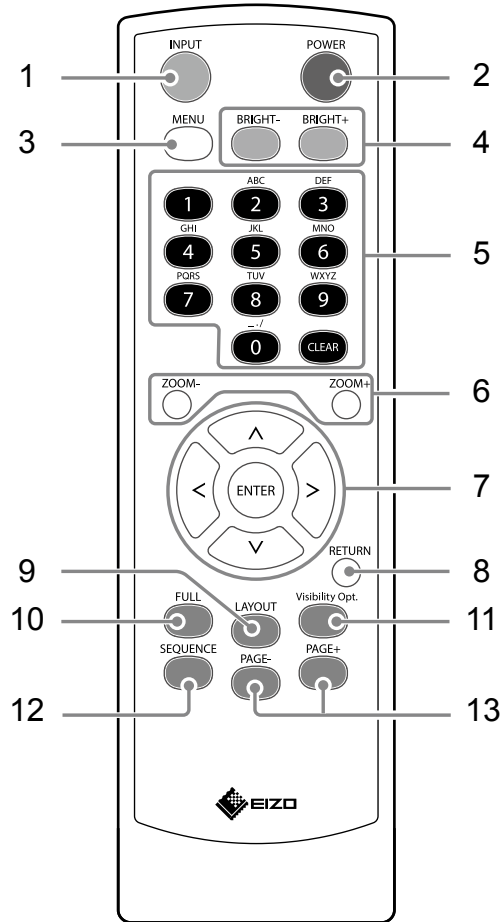 INPUT POWER
1 2
MENU BRIGHT- BRIGHT+
3 4
ABC DEF
1 2 3
GHI JKL MNO
4 5 6 5
PQRS TUV WXYZ
7 8 9
_./
0 CLEAR
ZOOM- ZOOM+ 6
ENTER 7
RETURN
9 8
FULL LAYOUT Visibility Opt.
10 11
SEQUENCE PAGE- PAGE+
12 13
EIZO